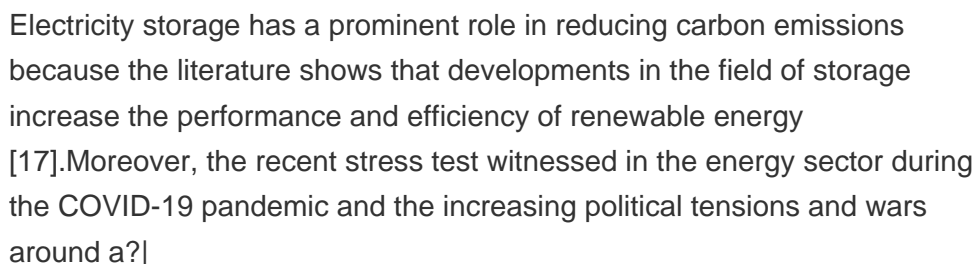 Electricity storage has a prominent role in reducing carbon emissions
because the literature shows that developments in the field of storage
increase the performance and efficiency of renewable energy
[17].Moreover, the recent stress test witnessed in the energy sector during
the COVID-19 pandemic and the increasing political tensions and wars
around a?|